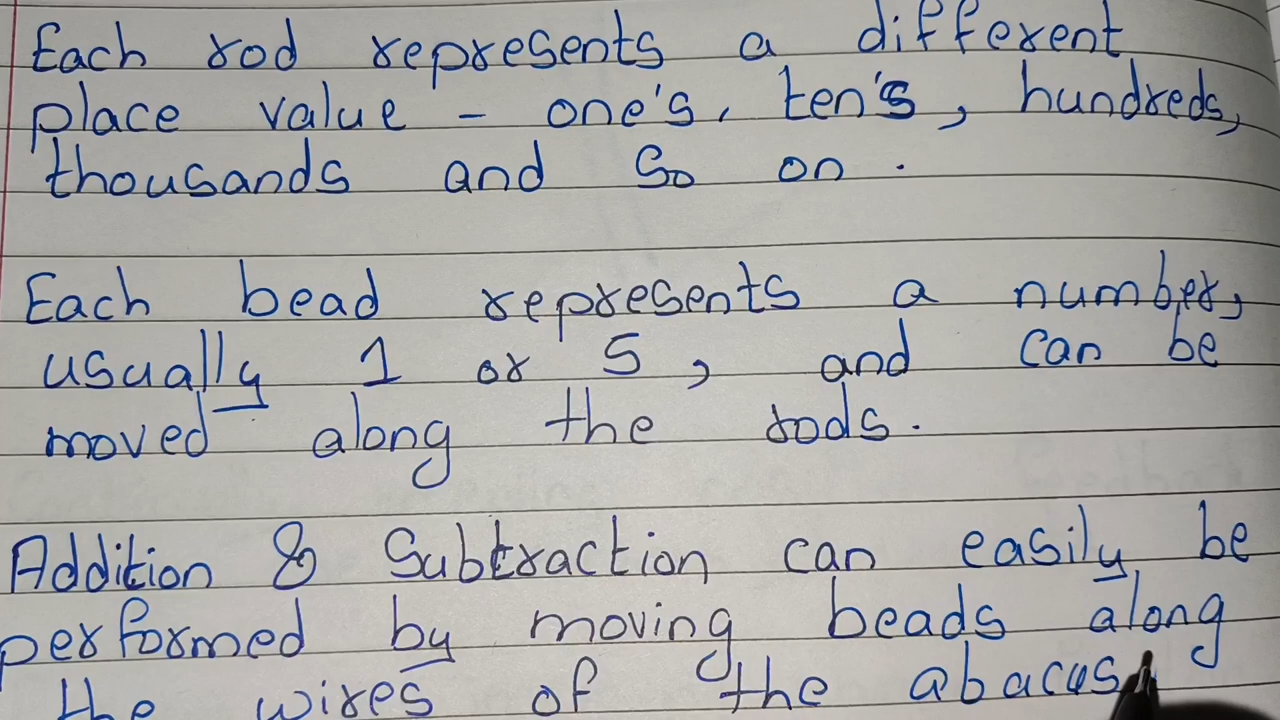 Each rod represents a different
place value - one's, ten's, hundreds,
thousands and so on.
Each bead represents a number,
usually 1 or 5, and can be
moved along the rods.
Addition & Subtraction can easily be
performed by moving beads along
the wires of the abacus.